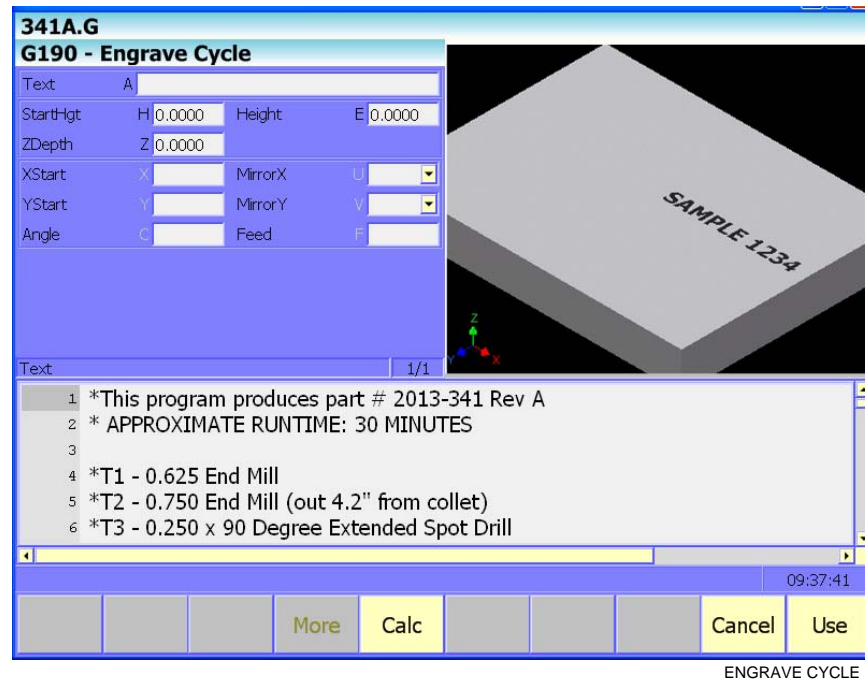 341A.G
G190 - Engrave Cycle
Text A
StartHgt H 0.0000 Height E 0.0000
ZDepth Z 0.0000
XStart X MirrorX U
YStart Y MirrorY V
Angle C Feed F
SAMPLE 1234
Z
Y X
Text 1/1
1 *This program produces part # 2013-341 Rev A
2 * APPROXIMATE RUNTIME: 30 MINUTES
3
4 *T1 - 0.625 End Mill
5 *T2 - 0.750 End Mill (out 4.2" from collet)
6 *T3 - 0.250 x 90 Degree Extended Spot Drill
09:37:41
More Calc Cancel Use
ENGRAVE CYCLE